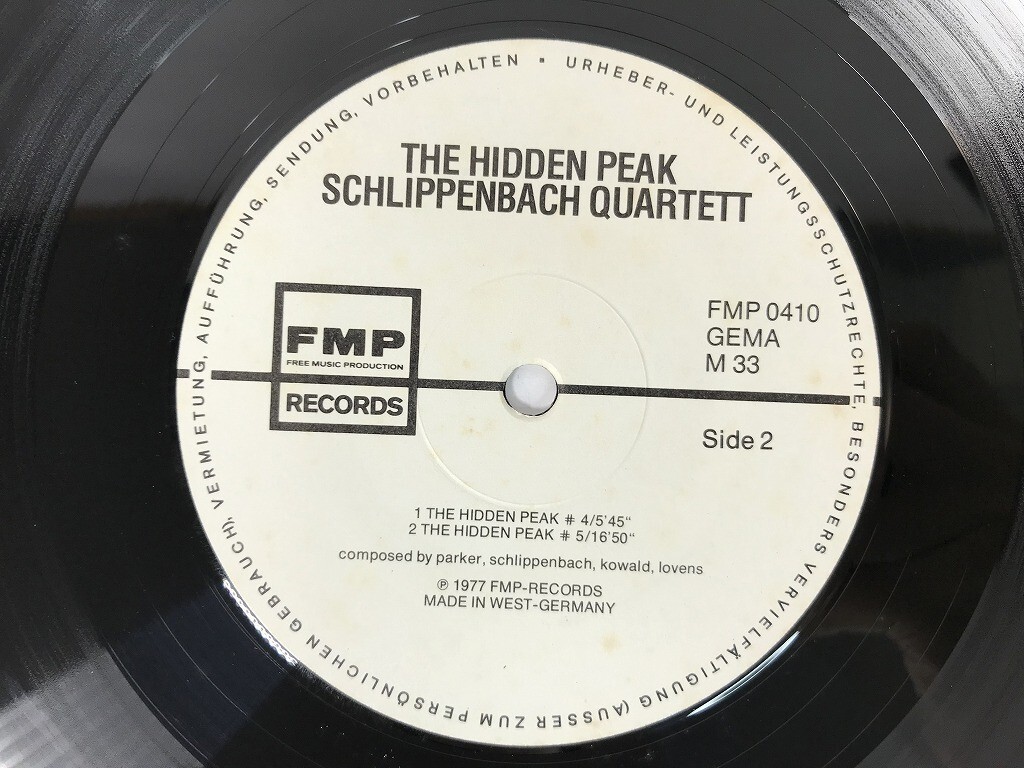 URHEBER- UND LEISTUNGSSCHUTZRECHTE, BESONDERS VERVIELFÄLTIGUNG (AUSSER ZUM PERSÖNLICHEN GEBRAUCH), VERMIETUNG, AUFFÜHRUNG, SENDUNG, VORBEHALTEN ▪
THE HIDDEN PEAK
SCHLIPPENBACH QUARTETT
FMP
FREE MUSIC PRODUCTION
RECORDS
FMP 0410
GEMA
M 33
Side 2
1 THE HIDDEN PEAK # 4/5'45"
2 THE HIDDEN PEAK # 5/16'50"
composed by parker, schlippenbach, kowald, lovens
℗ 1977 FMP-RECORDS
MADE IN WEST-GERMANY